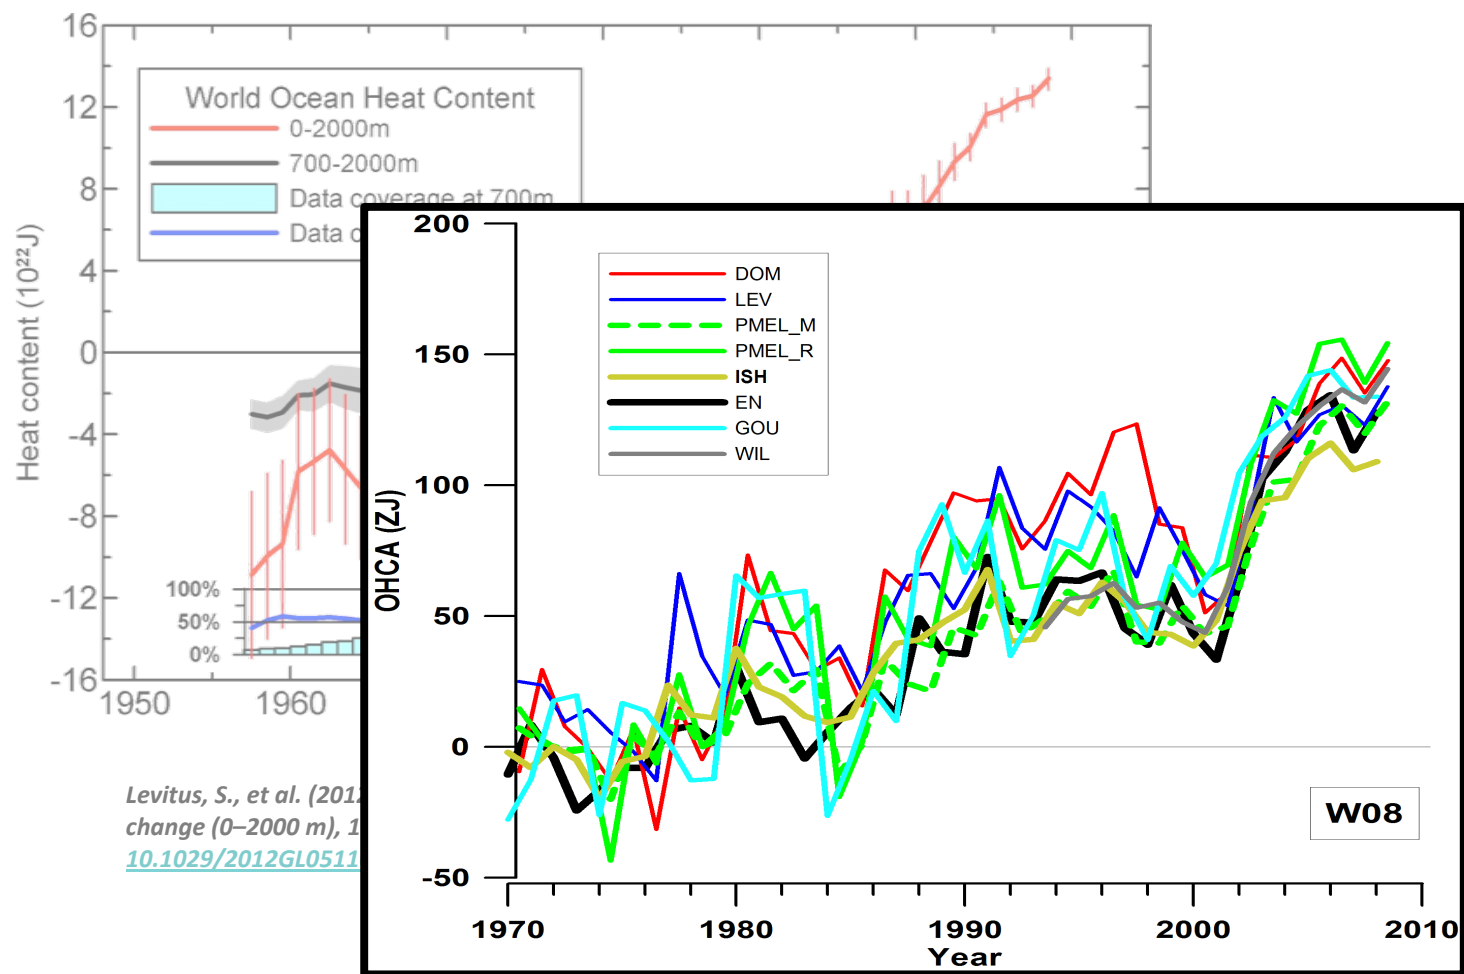 16
12
8
4
0
-4
-8
-12
-16
Heat content (10²²J)
World Ocean Heat Content
0-2000m
700-2000m
Data coverage at 700m
Data
100%
50%
0%
1950
1960
Levitus, S., et al. (2012
change (0–2000 m), 1
10.1029/2012GL0511
200
150
100
50
0
-50
OHCA (ZJ)
DOM
LEV
PMEL_M
PMEL_R
ISH
EN
GOU
WIL
W08
1970
1980
1990
2000
2010
Year